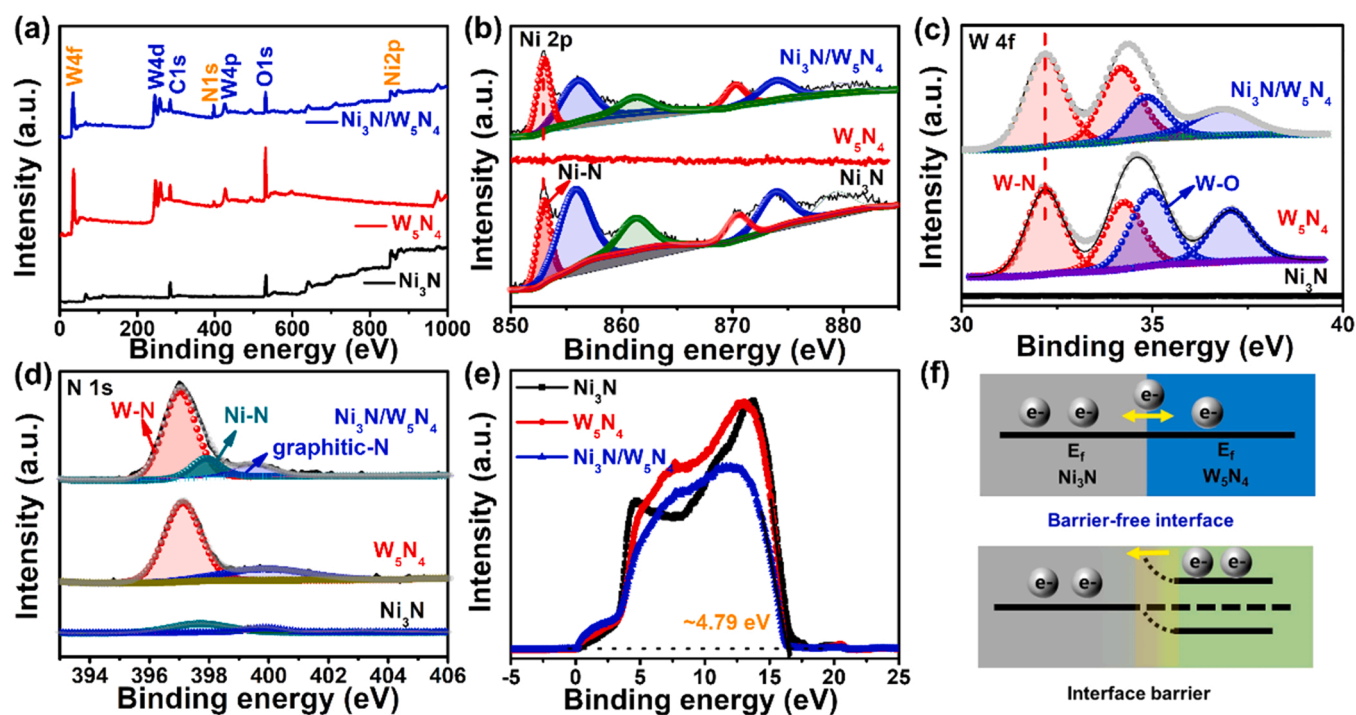 (a)
Intensity (a.u.)
W4f
W4d
C1s
N1s
W4p
O1s
Ni2p
Ni₃N/W₅N₄
W₅N₄
Ni₃N
0 200 400 600 800 1000
Binding energy (eV)
(b)
Intensity (a.u.)
Ni 2p
Ni₃N/W₅N₄
W₅N₄
Ni-N
Ni₃N
850 860 870 880
Binding energy (eV)
(c)
Intensity (a.u.)
W 4f
Ni₃N/W₅N₄
W-N
W-O
W₅N₄
Ni₃N
30 35 40
Binding energy (eV)
(d)
Intensity (a.u.)
N 1s
W-N
Ni-N
Ni₃N/W₅N₄
graphitic-N
W₅N₄
Ni₃N
394 396 398 400 402 404 406
Binding energy (eV)
(e)
Intensity (a.u.)
Ni₃N
W₅N₄
Ni₃N/W₅N
~4.79 eV
-5 0 5 10 15 20 25
Binding energy (eV)
(f)
e- e- e- e-
E_f E_f
Ni₃N W₅N₄
Barrier-free interface
e- e- e- e-
Interface barrier